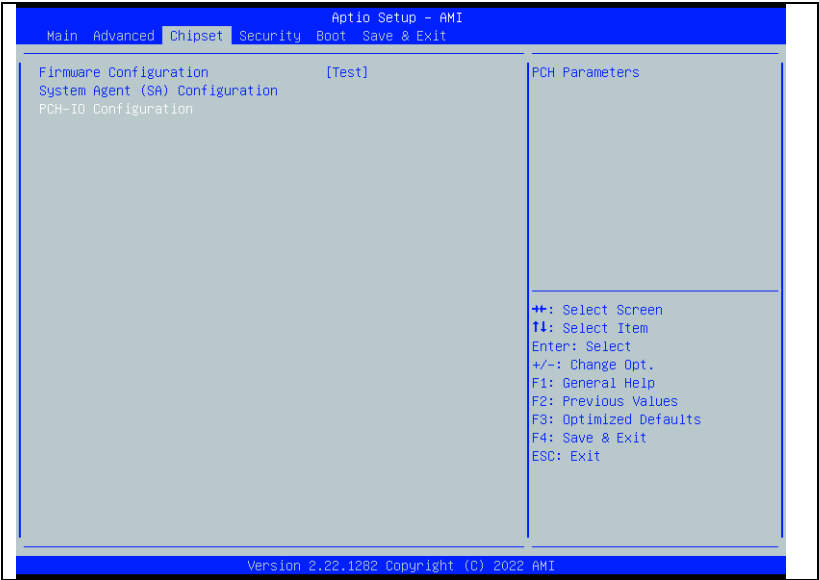 Aptio Setup – AMI
Main Advanced Chipset Security Boot Save & Exit
Firmware Configuration [Test]
System Agent (SA) Configuration
PCH-IO Configuration
PCH Parameters
→←: Select Screen
↑↓: Select Item
Enter: Select
+/-: Change Opt.
F1: General Help
F2: Previous Values
F3: Optimized Defaults
F4: Save & Exit
ESC: Exit
Version 2.22.1282 Copyright (C) 2022 AMI